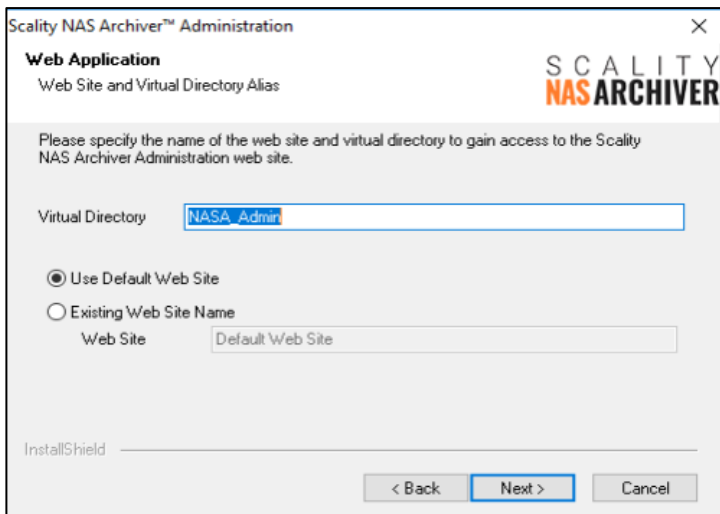 Scality NAS Archiver™ Administration
Web Application
Web Site and Virtual Directory Alias
SCALITY
NAS ARCHIVER
Please specify the name of the web site and virtual directory to gain access to the Scality
NAS Archiver Administration web site.
Virtual Directory NASA_Admin
Use Default Web Site
Existing Web Site Name
Web Site Default Web Site
InstallShield
< Back Next > Cancel